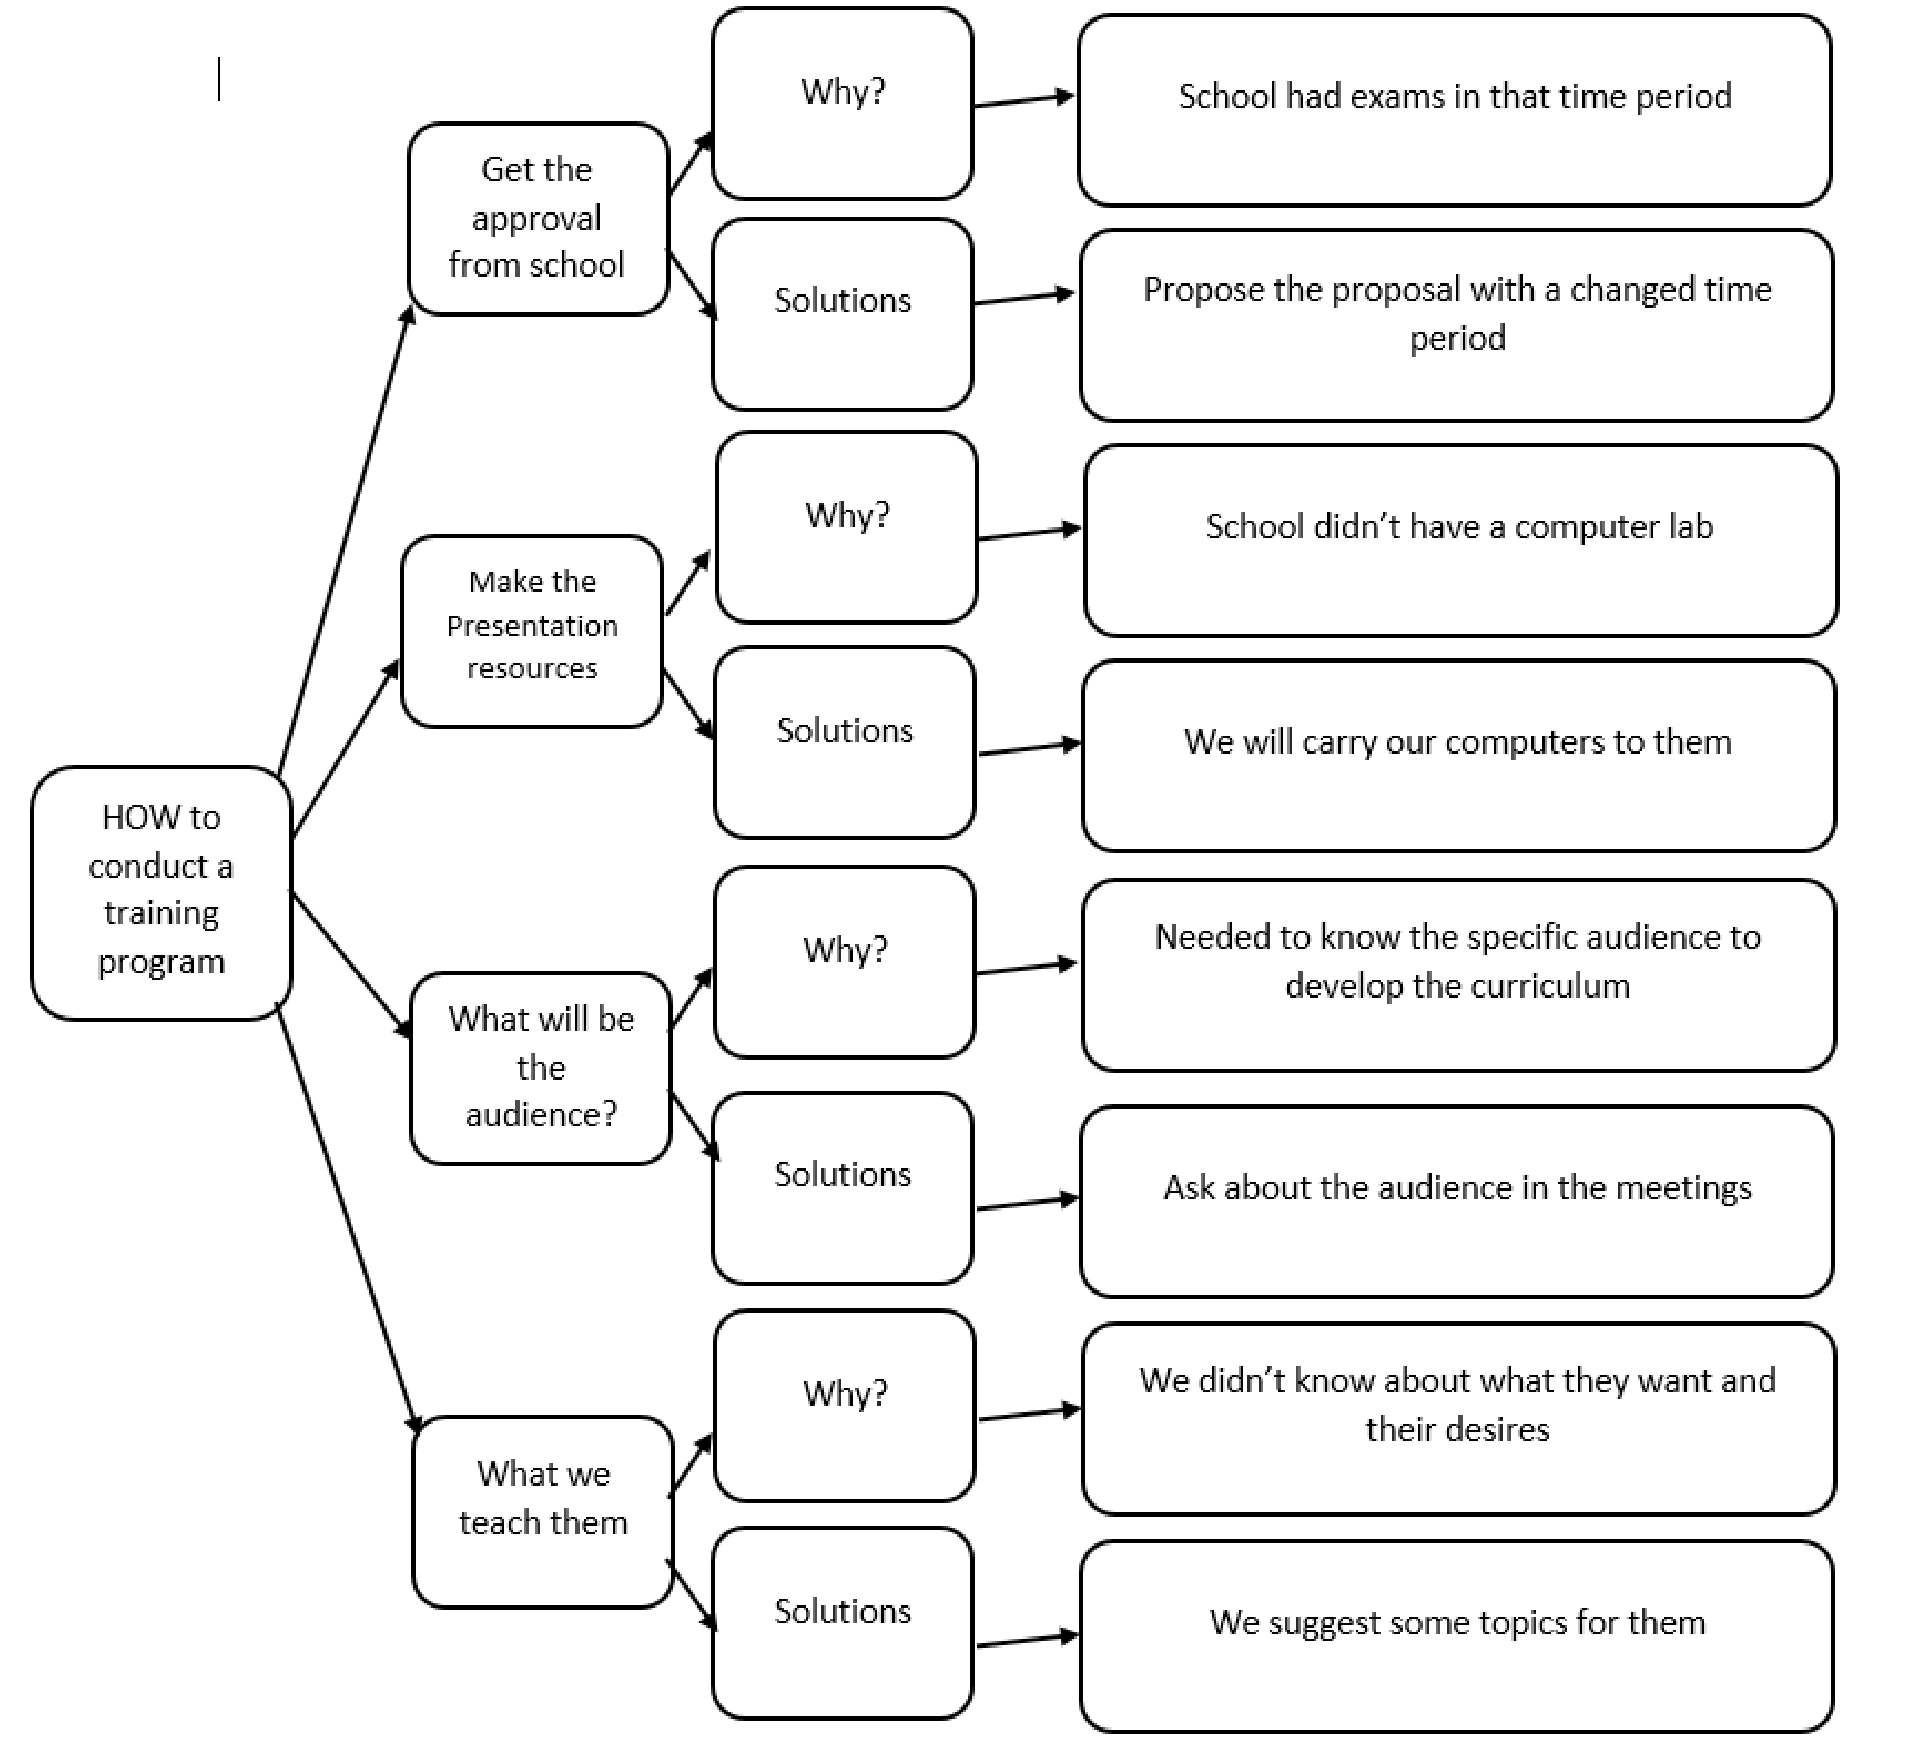 HOW to
conduct a
training
program
Get the
approval
from school
Why?
School had exams in that time period
Solutions
Propose the proposal with a changed time
period
Make the
Presentation
resources
Why?
School didn’t have a computer lab
Solutions
We will carry our computers to them
What will be
the
audience?
Why?
Needed to know the specific audience to
develop the curriculum
Solutions
Ask about the audience in the meetings
What we
teach them
Why?
We didn’t know about what they want and
their desires
Solutions
We suggest some topics for them